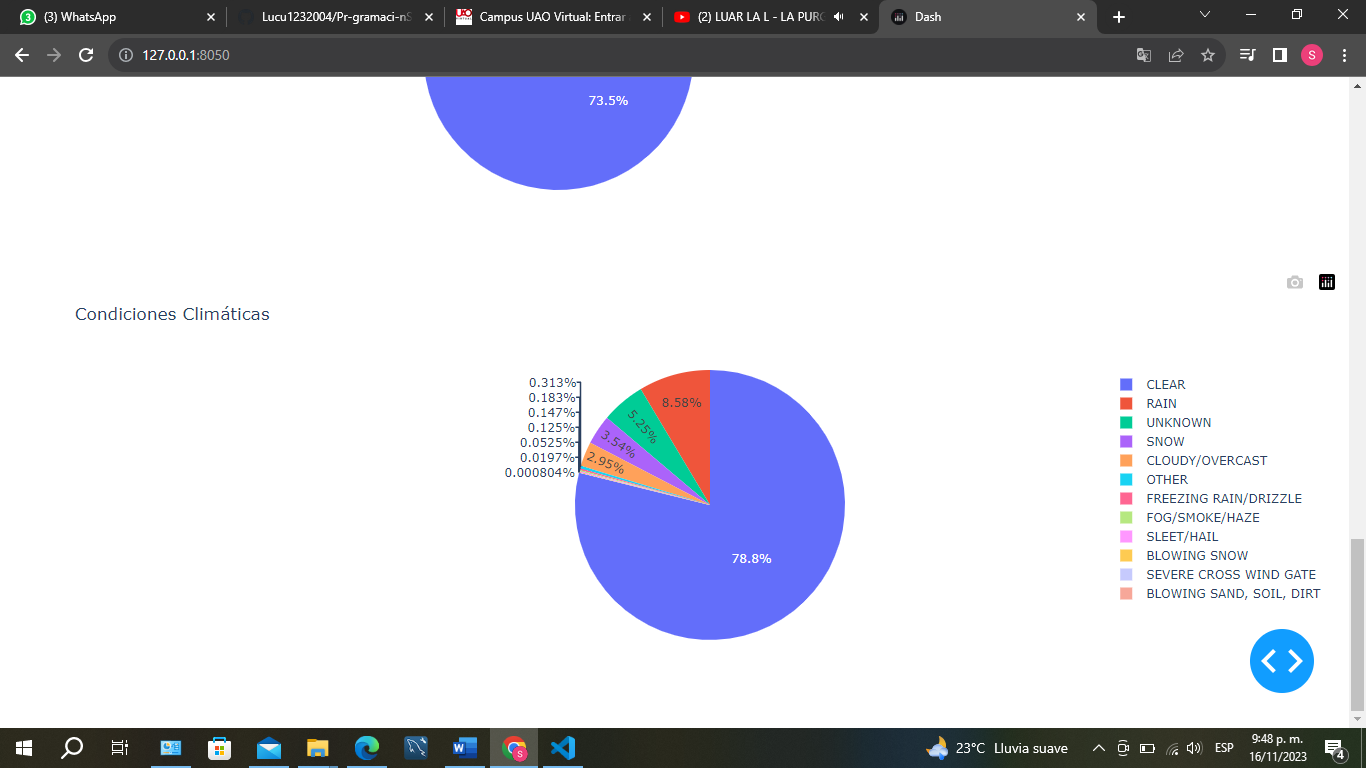 (3) WhatsApp
Lucu1232004/Pr-gramaci-nS
Campus UAO Virtual: Entrar
(2) LUAR LA L - LA PURG
Dash
127.0.0.1:8050
S
73.5%
Condiciones Climáticas
0.313%
0.183%
0.147%
0.125%
0.0525%
0.0197%
0.000804%
8.58%
5.25%
3.54%
2.95%
78.8%
CLEAR
RAIN
UNKNOWN
SNOW
CLOUDY/OVERCAST
OTHER
FREEZING RAIN/DRIZZLE
FOG/SMOKE/HAZE
SLEET/HAIL
BLOWING SNOW
SEVERE CROSS WIND GATE
BLOWING SAND, SOIL, DIRT
23°C Lluvia suave
ESP
9:48 p. m.
16/11/2023
4